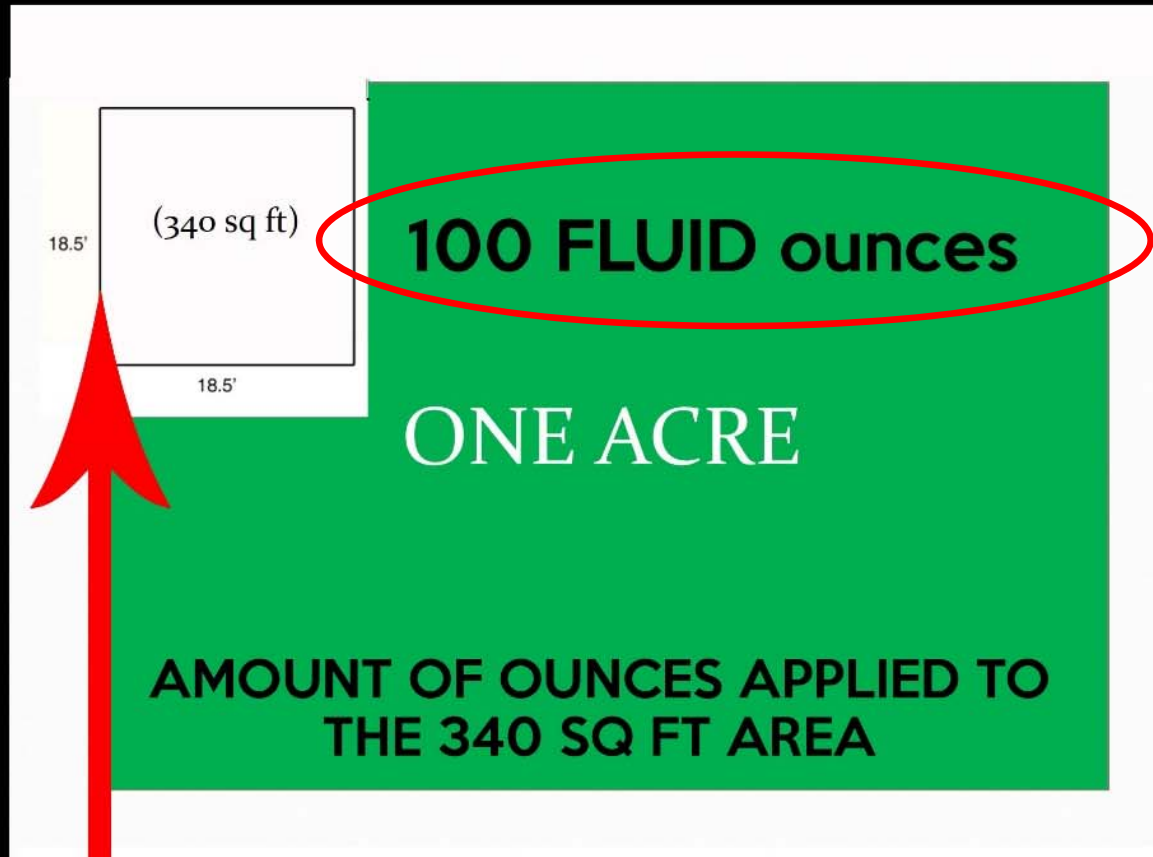 (340 sq ft)
18.5'
18.5'
100 FLUID ounces
ONE ACRE
AMOUNT OF OUNCES APPLIED TO
THE 340 SQ FT AREA